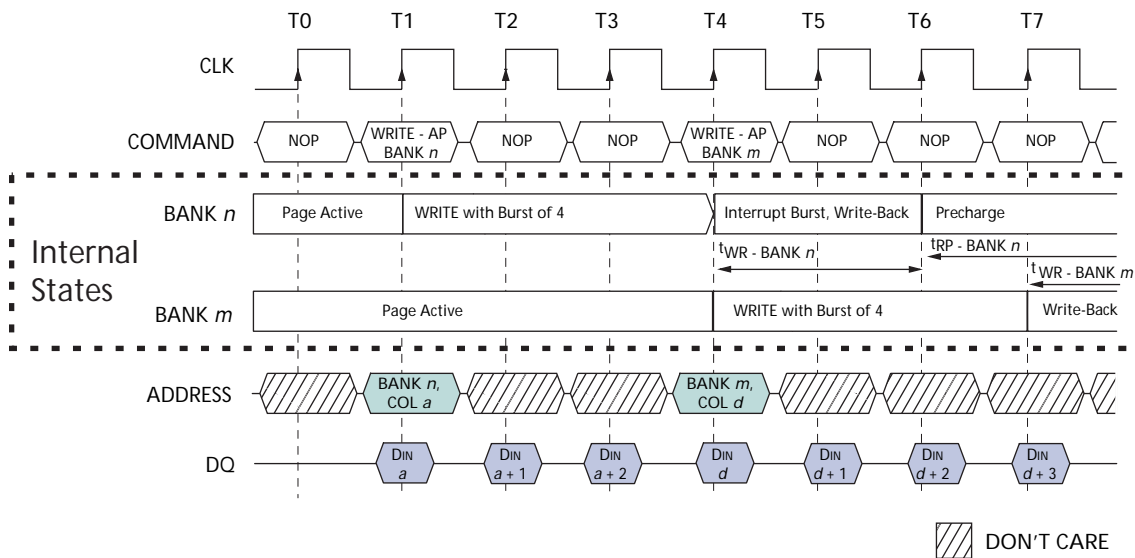 T0 T1 T2 T3 T4 T5 T6 T7
CLK
COMMAND NOP WRITE - AP BANK n NOP NOP WRITE - AP BANK m NOP NOP NOP
BANK n Page Active WRITE with Burst of 4 Interrupt Burst, Write-Back Precharge
Internal States
tWR - BANK n tRP - BANK n
tWR - BANK m
BANK m Page Active WRITE with Burst of 4 Write-Back
ADDRESS BANK n, COL a BANK m, COL d
DQ DIN a DIN a + 1 DIN a + 2 DIN d DIN d + 1 DIN d + 2 DIN d + 3
DON'T CARE